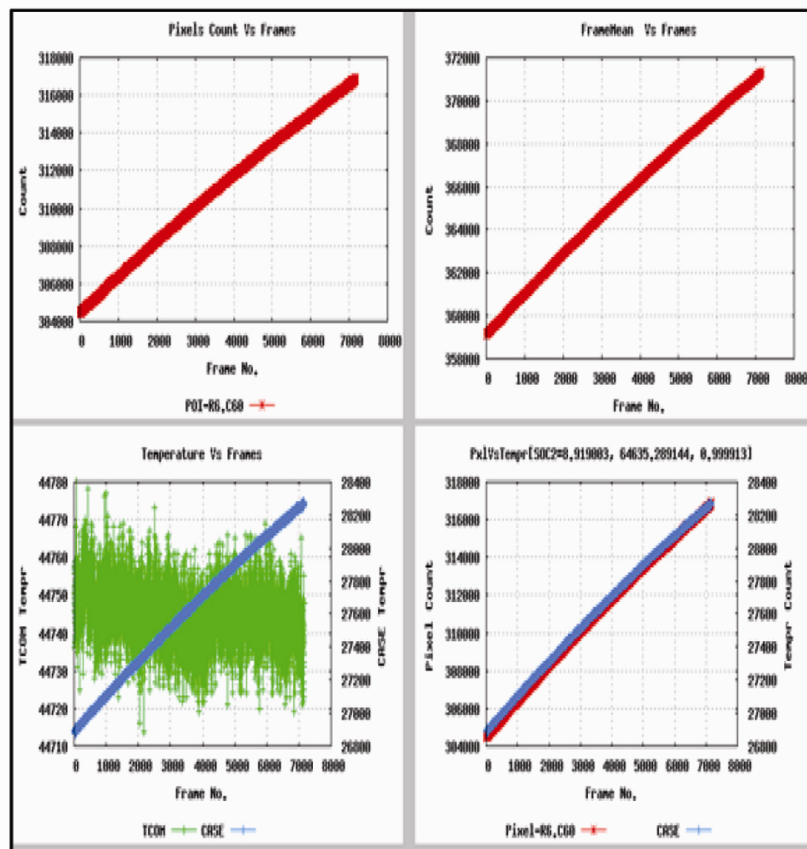 Pixels Count Vs Frames
318000
316000
314000
312000
310000
308000
306000
304000
Count
0 1000 2000 3000 4000 5000 6000 7000 8000
Frame No.
POI=R6,C60
FrameMean Vs Frames
372000
370000
368000
366000
364000
362000
360000
358000
Count
0 1000 2000 3000 4000 5000 6000 7000 8000
Frame No.
Temperature Vs Frames
44780
44770
44760
44750
44740
44730
44720
44710
TCOM Tempr
28400
28200
28000
27800
27600
27400
27200
27000
26800
CASE Tempr
0 1000 2000 3000 4000 5000 6000 7000 8000
Frame No.
TCOM CASE
PxlVsTempr[SOC2=8.919003, 64635.289144, 0.999913]
318000
316000
314000
312000
310000
308000
306000
304000
Pixel Count
28400
28200
28000
27800
27600
27400
27200
27000
26800
Tempr Count
0 1000 2000 3000 4000 5000 6000 7000 8000
Frame No.
Pixel=R6,C60 CASE